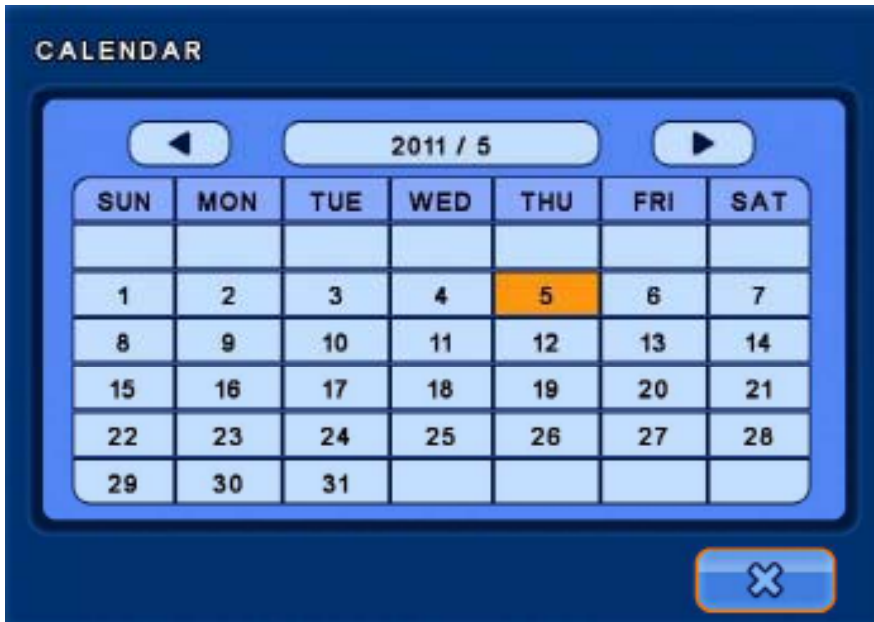 CALENDAR
2011 / 5
SUN MON TUE WED THU FRI SAT
1 2 3 4 5 6 7
8 9 10 11 12 13 14
15 16 17 18 19 20 21
22 23 24 25 26 27 28
29 30 31